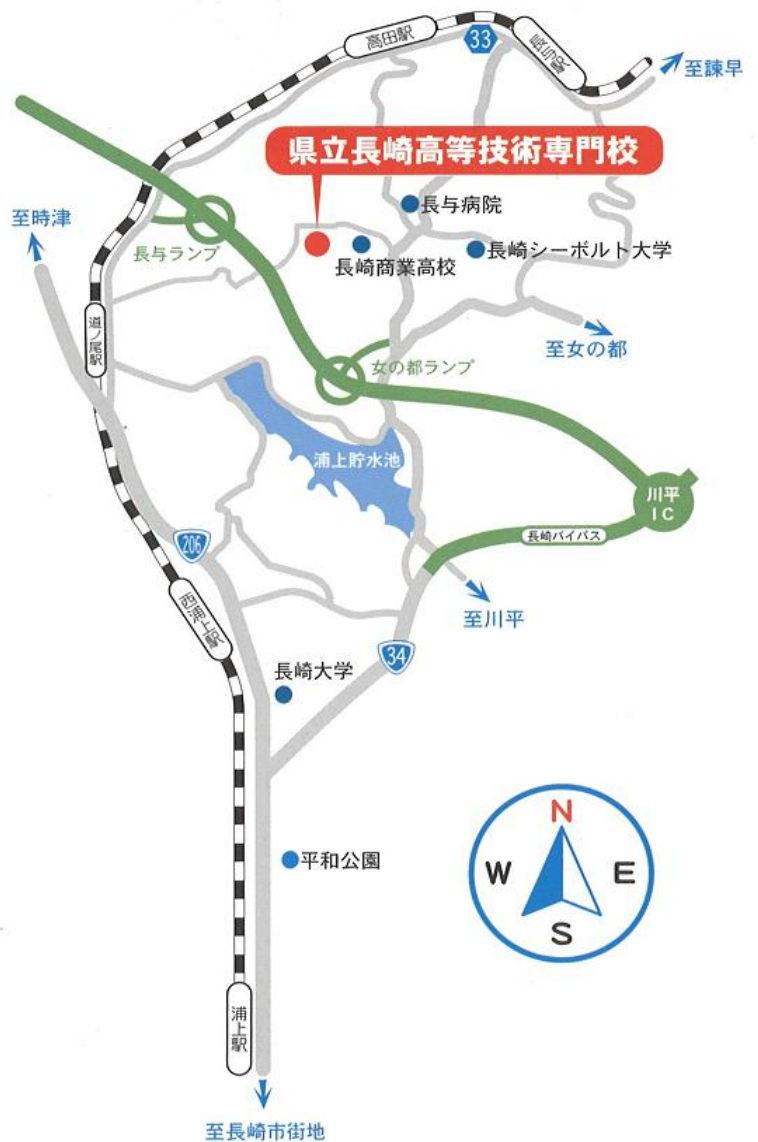 高田駅
33
長与駅
至諫早
県立長崎高等技術専門校
長与病院
至時津
長与ランプ
長崎商業高校
長崎シーボルト大学
道ノ尾駅
至女の都
女の都ランプ
浦上貯水池
川平
IC
長崎バイパス
206
西浦上駅
至川平
34
長崎大学
N
W
E
S
平和公園
浦上駅
至長崎市街地